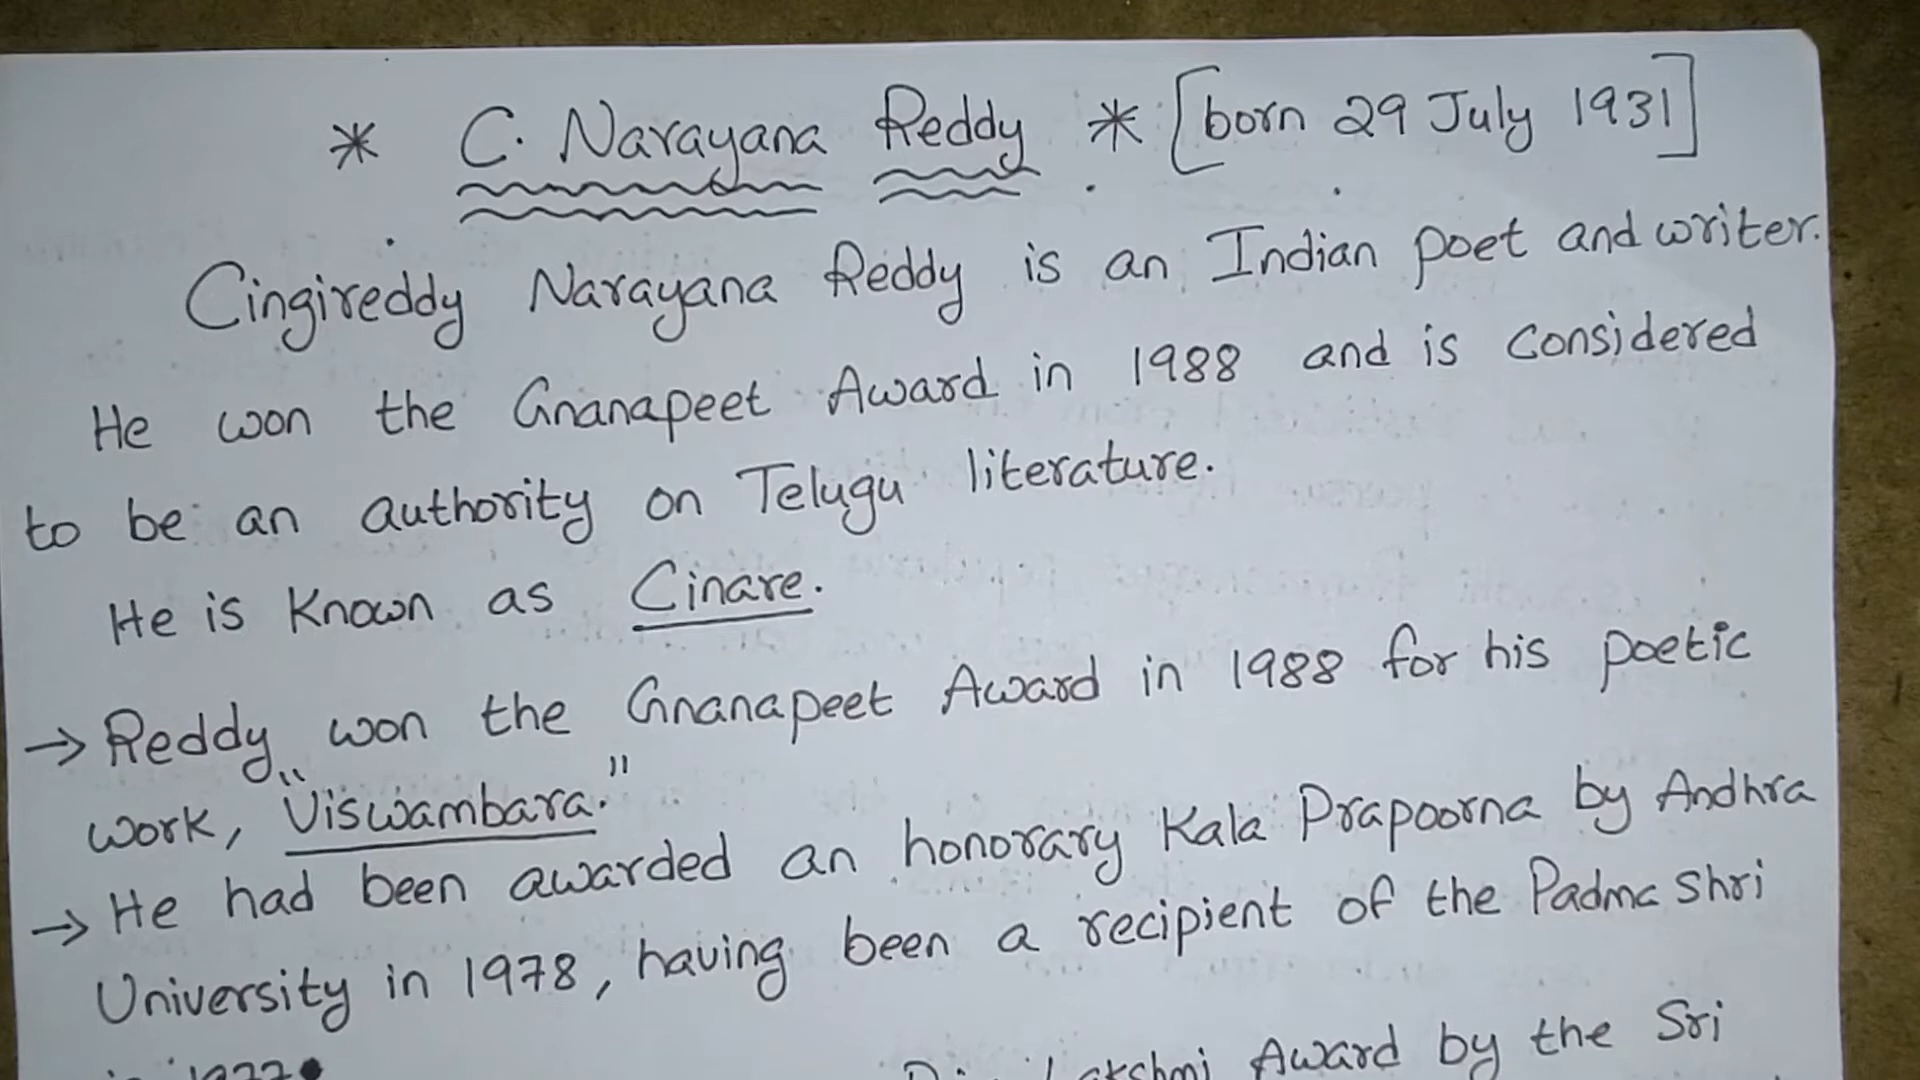 * C. Narayana Reddy * [born 29 July 1931]
Cingireddy Narayana Reddy is an Indian poet and writer.
He won the Gnanapeet Award in 1988 and is considered
to be an authority on Telugu literature.
He is Known as Cinare.
→ Reddy won the Gnanapeet Award in 1988 for his poetic
work, "Viswambara."
→ He had been awarded an honorary Kala Prapoorna by Andhra
University in 1978, having been a recipient of the Padma Shri
in 1977. Lakshmi Award by the Sri